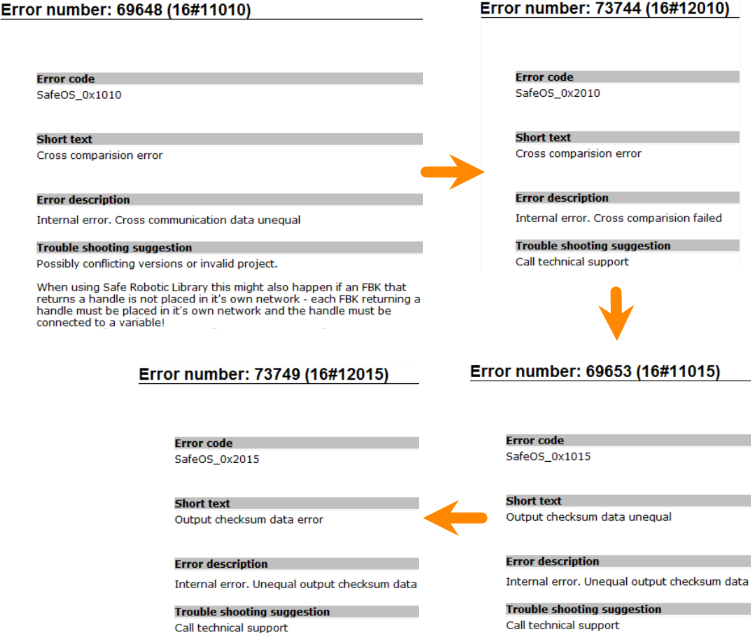 Error number: 69648 (16#11010)
Error code
SafeOS_0x1010
Short text
Cross comparision error
Error description
Internal error. Cross communication data unequal
Trouble shooting suggestion
Possibly conflicting versions or invalid project.
When using Safe Robotic Library this might also happen if an FBK that
returns a handle is not placed in it's own network - each FBK returning a
handle must be placed in it's own network and the handle must be
connected to a variable!
Error number: 73744 (16#12010)
Error code
SafeOS_0x2010
Short text
Cross comparision error
Error description
Internal error. Cross comparision failed
Trouble shooting suggestion
Call technical support
Error number: 69653 (16#11015)
Error code
SafeOS_0x1015
Short text
Output checksum data unequal
Error description
Internal error. Unequal output checksum data
Trouble shooting suggestion
Call technical support
Error number: 73749 (16#12015)
Error code
SafeOS_0x2015
Short text
Output checksum data error
Error description
Internal error. Unequal output checksum data
Trouble shooting suggestion
Call technical support